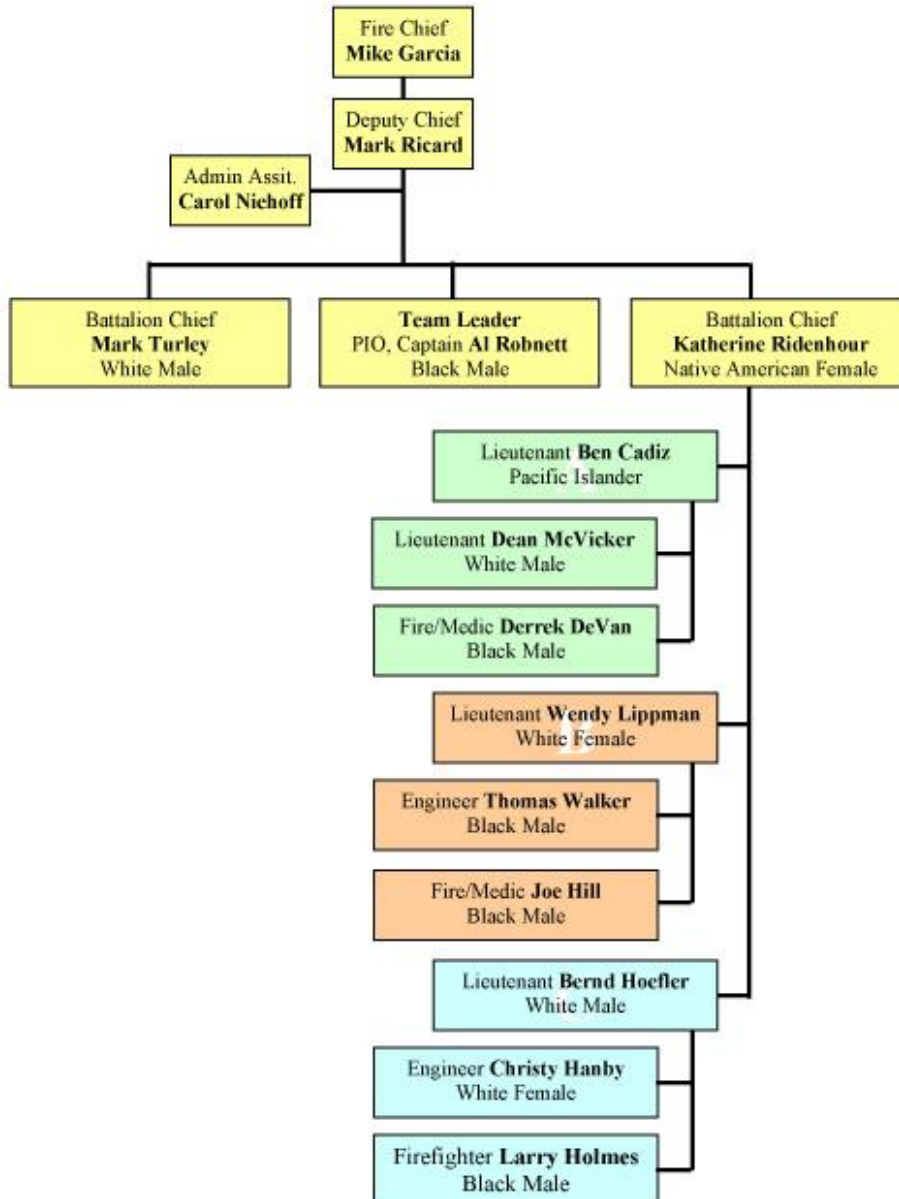 Fire Chief
Mike Garcia
Deputy Chief
Mark Ricard
Admin Assit.
Carol Niehoff
Battalion Chief
Mark Turley
White Male
Team Leader
PIO, Captain Al Robnett
Black Male
Battalion Chief
Katherine Ridenhour
Native American Female
A
Lieutenant Ben Cadiz
Pacific Islander
Lieutenant Dean McVicker
White Male
Fire/Medic Derrek DeVan
Black Male
B
Lieutenant Wendy Lippman
White Female
Engineer Thomas Walker
Black Male
Fire/Medic Joe Hill
Black Male
Lieutenant Bernd Hoefler
White Male
Engineer Christy Hanby
White Female
Firefighter Larry Holmes
Black Male